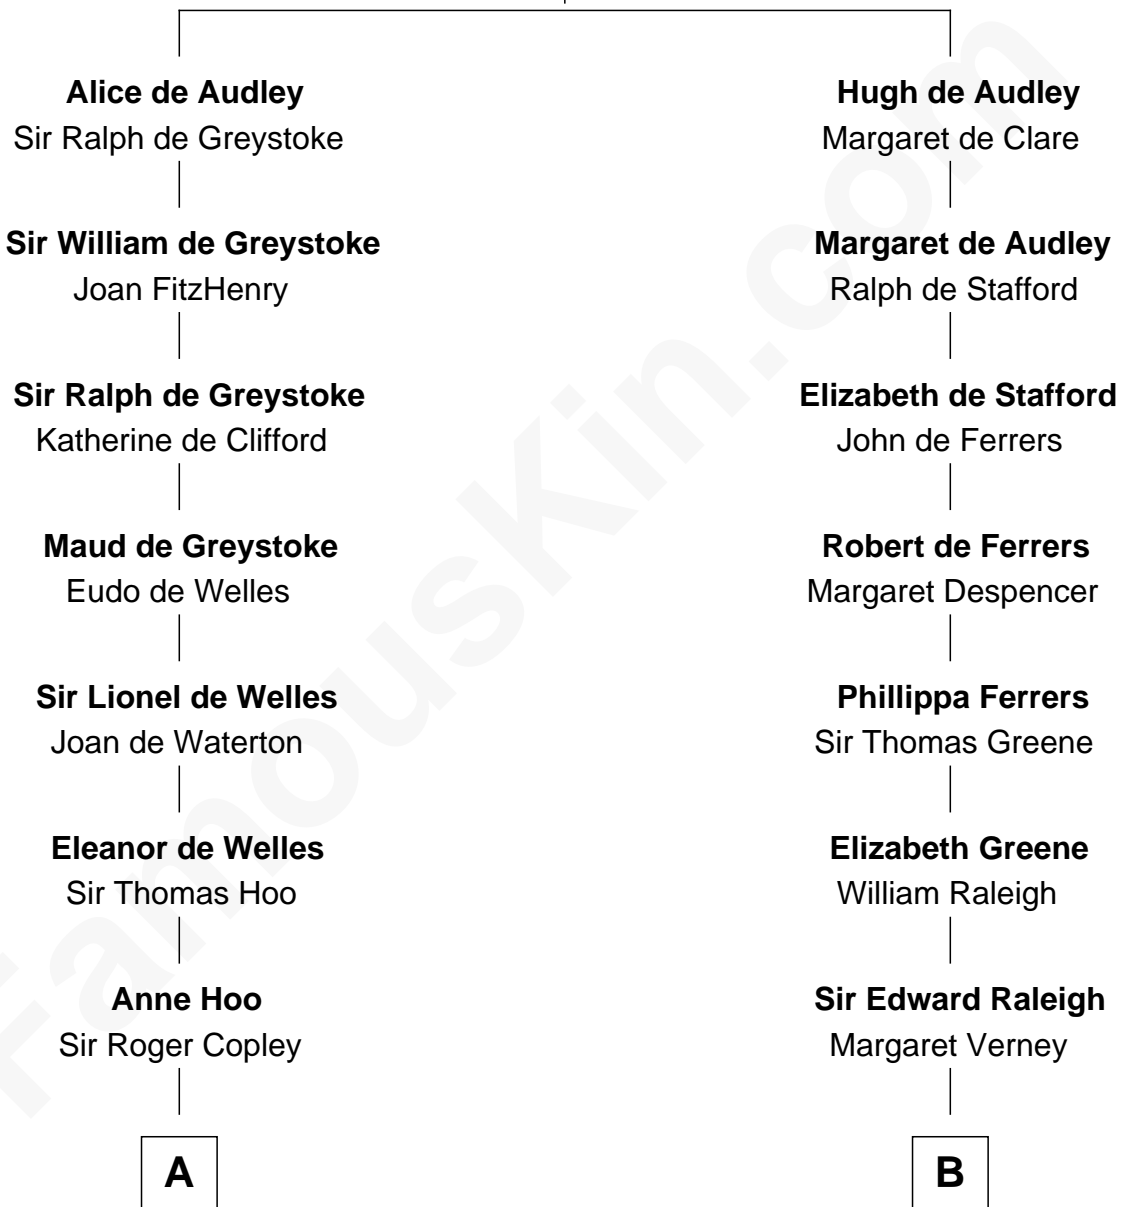 Alice de Audley
Sir Ralph de Greystoke
Sir William de Greystoke
Joan FitzHenry
Sir Ralph de Greystoke
Katherine de Clifford
Maud de Greystoke
Eudo de Welles
Sir Lionel de Welles
Joan de Waterton
Eleanor de Welles
Sir Thomas Hoo
Anne Hoo
Sir Roger Copley
A
Hugh de Audley
Margaret de Clare
Margaret de Audley
Ralph de Stafford
Elizabeth de Stafford
John de Ferrers
Robert de Ferrers
Margaret Despencer
Phillippa Ferrers
Sir Thomas Greene
Elizabeth Greene
William Raleigh
Sir Edward Raleigh
Margaret Verney
B
FamousKin.com